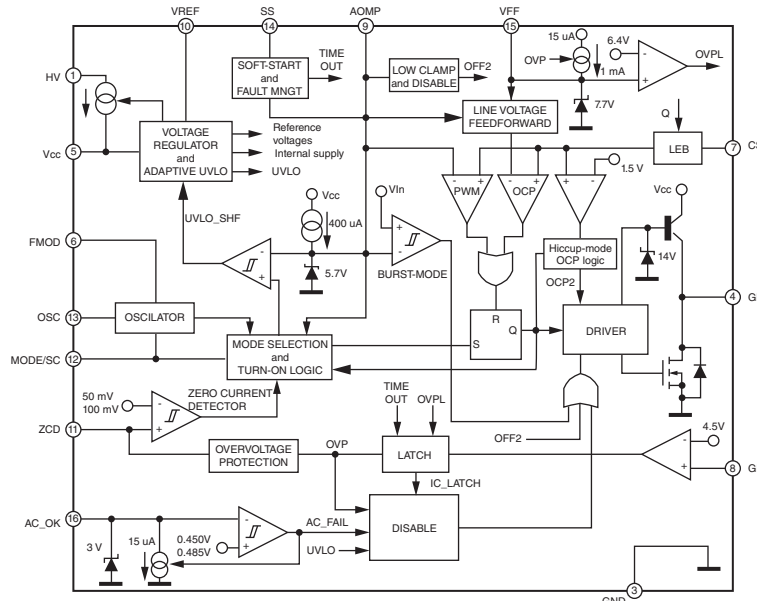 VREF
SS
AOMP
VFF
10
14
9
15
15 uA
6.4V
OVP
1 mA
OVPL
7.7V
HV
1
SOFT-START
and
FAULT MNGT
TIME
OUT
LOW CLAMP
and DISABLE
OFF2
LINE VOLTAGE
FEEDFORWARD
Q
Vcc
5
VOLTAGE
REGULATOR
and
ADAPTIVE UVLO
Reference
voltages
Internal supply
UVLO
LEB
7
CS
1.5 V
- +
PWM
- +
OCP
+ -
Vcc
UVLO_SHF
Vcc
400 uA
5.7V
VIn
+
-
BURST-MODE
Hiccup-mode
OCP logic
OCP2
14V
FMOD
6
-
+
4
G
OSC
13
OSCILATOR
MODE/SC
12
MODE SELECTION
and
TURN-ON LOGIC
R
S
Q
DRIVER
50 mV
100 mV
-
+
ZERO CURRENT
DETECTOR
TIME
OUT
OVPL
OFF2
4.5V
ZCD
11
OVERVOLTAGE
PROTECTION
OVP
LATCH
-
+
8
G
IC_LATCH
AC_OK
16
3 V
15 uA
0.450V
0.485V
-
+
AC_FAIL
UVLO
DISABLE
3
GND